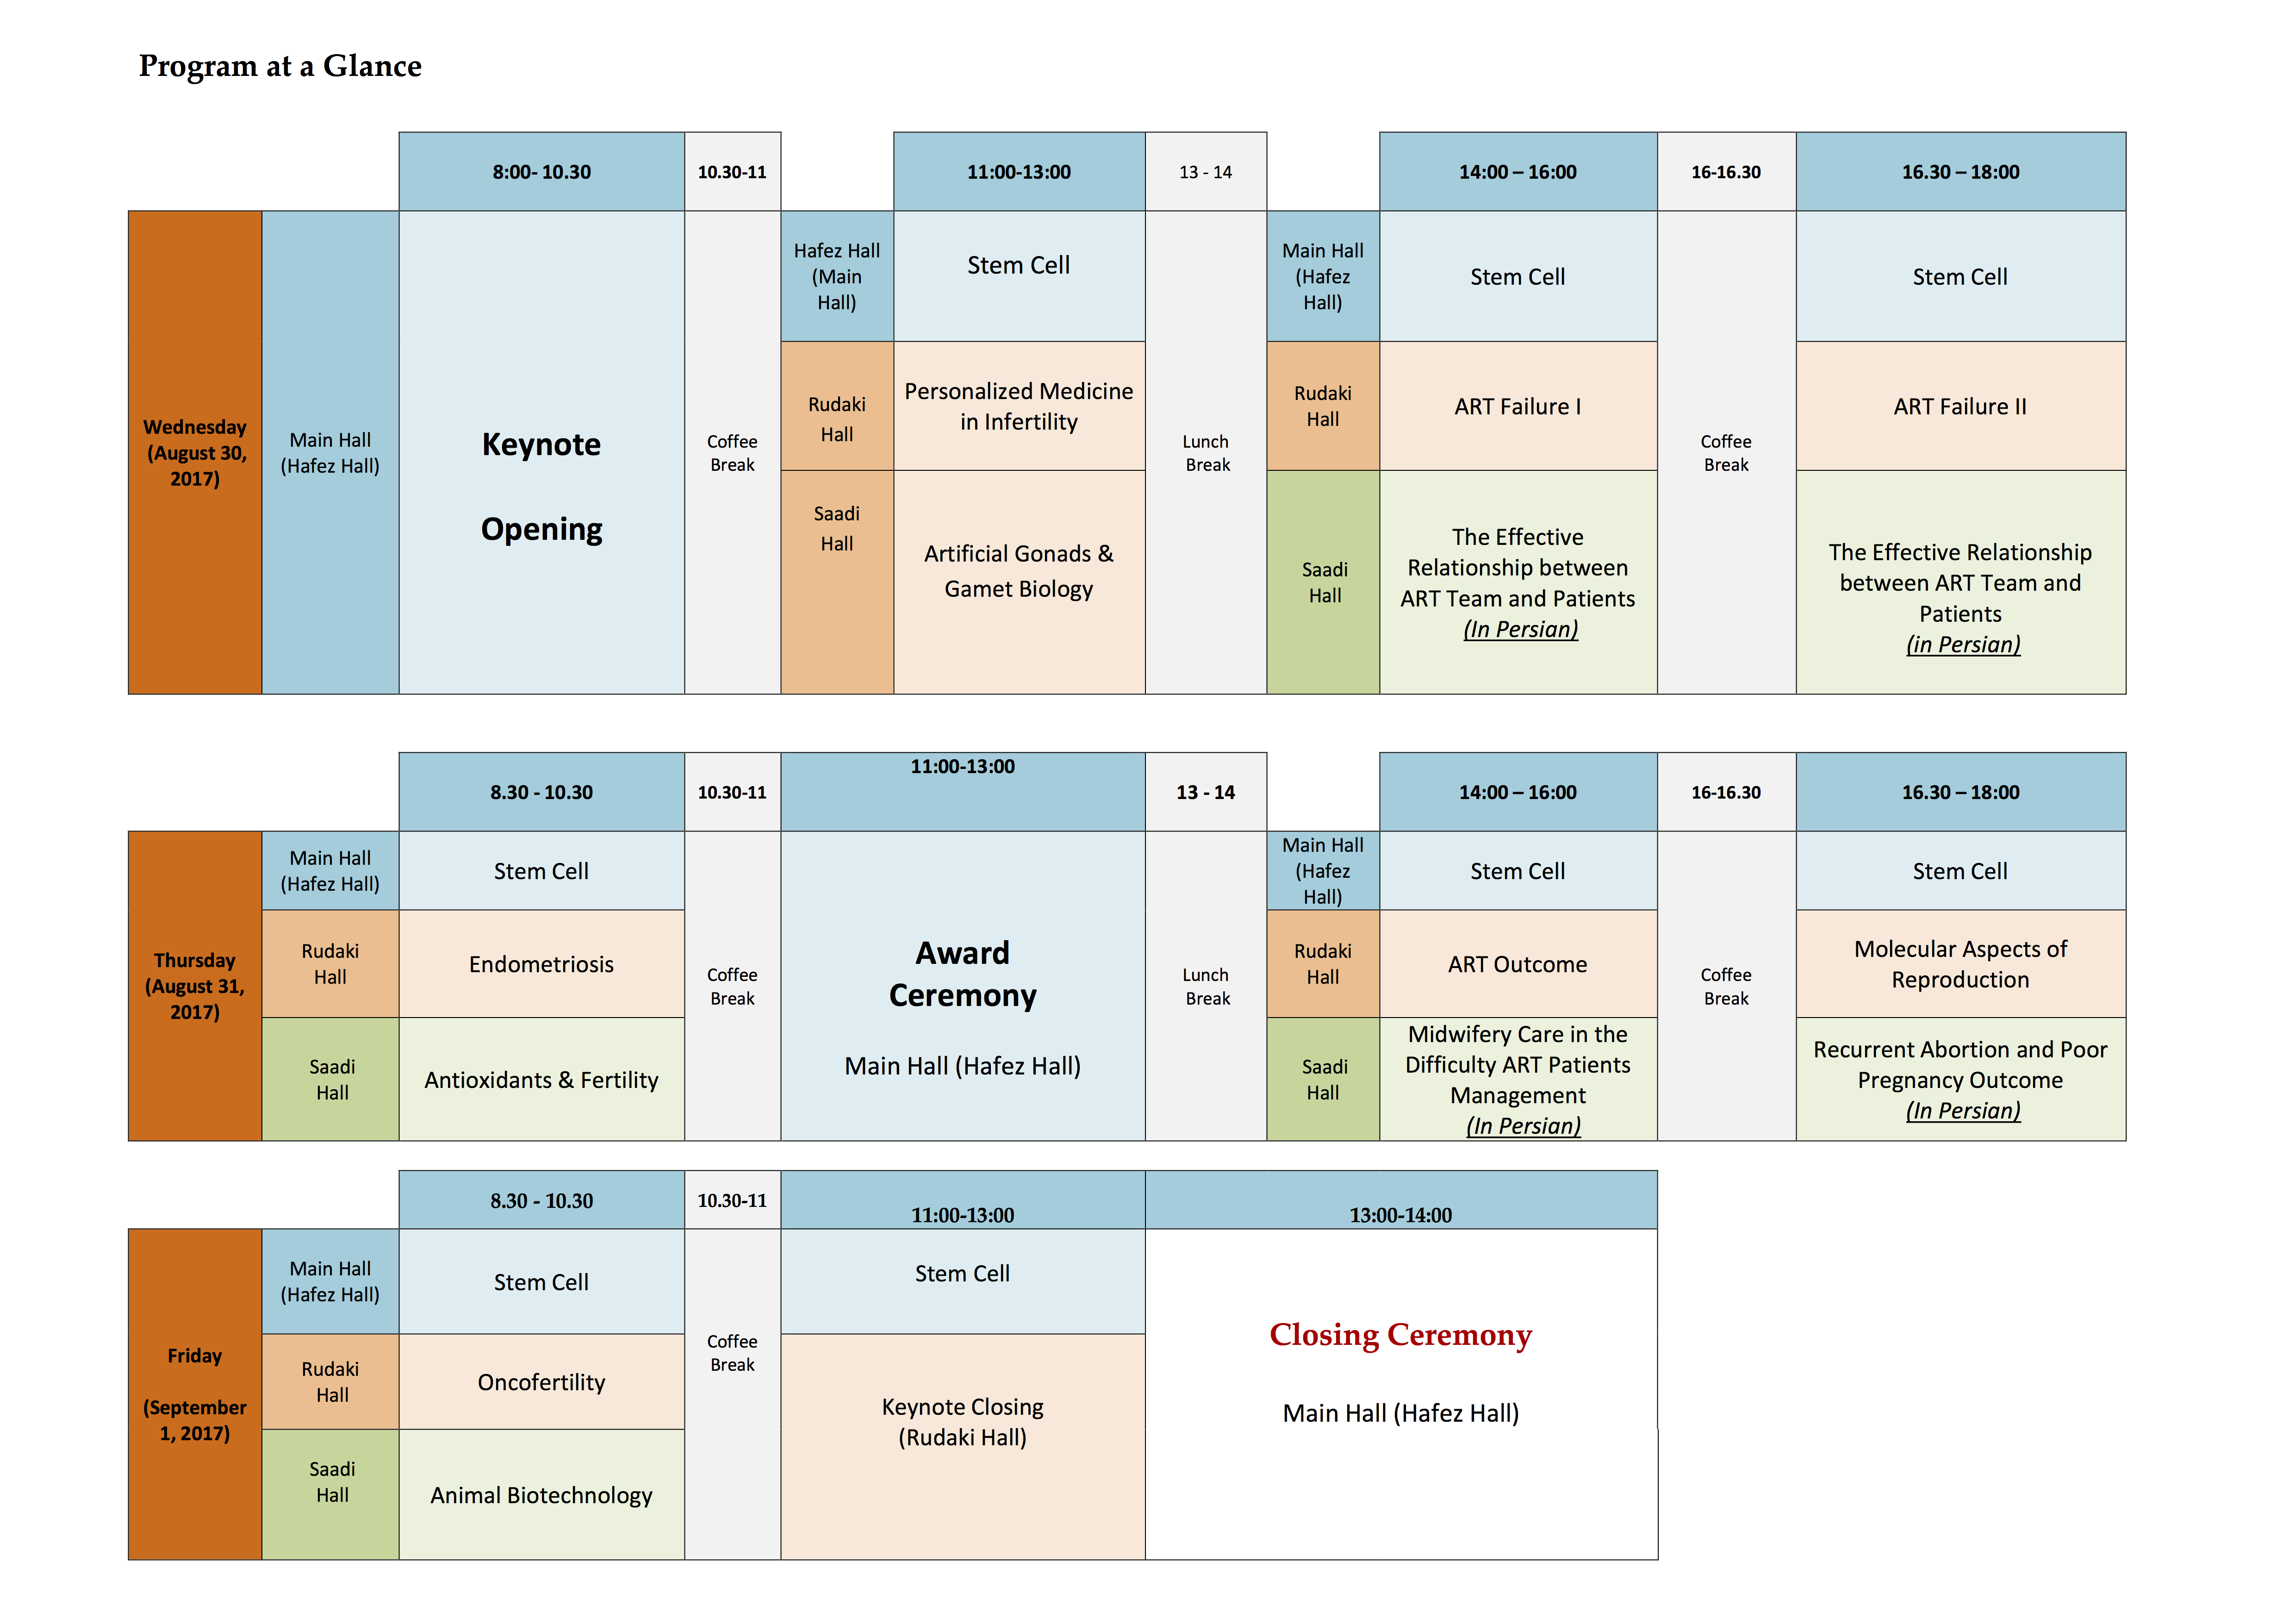 Program at a Glance
8:00- 10.30
10.30-11
11:00-13:00
13 - 14
14:00 – 16:00
16-16.30
16.30 – 18:00
Wednesday
(August 30,
2017)
Main Hall
(Hafez Hall)
Keynote
Opening
Coffee
Break
Hafez Hall
(Main
Hall)
Stem Cell
Rudaki
Hall
Personalized Medicine
in Infertility
Saadi
Hall
Artificial Gonads &
Gamet Biology
Lunch
Break
Main Hall
(Hafez
Hall)
Stem Cell
Rudaki
Hall
ART Failure I
Saadi
Hall
The Effective
Relationship between
ART Team and Patients
(In Persian)
Coffee
Break
Stem Cell
ART Failure II
The Effective Relationship
between ART Team and
Patients
(in Persian)
8.30 - 10.30
10.30-11
11:00-13:00
13 - 14
14:00 – 16:00
16-16.30
16.30 – 18:00
Thursday
(August 31,
2017)
Main Hall
(Hafez Hall)
Stem Cell
Rudaki
Hall
Endometriosis
Saadi
Hall
Antioxidants & Fertility
Coffee
Break
Award
Ceremony
Main Hall (Hafez Hall)
Lunch
Break
Main Hall
(Hafez
Hall)
Stem Cell
Rudaki
Hall
ART Outcome
Saadi
Hall
Midwifery Care in the
Difficulty ART Patients
Management
(In Persian)
Coffee
Break
Stem Cell
Molecular Aspects of
Reproduction
Recurrent Abortion and Poor
Pregnancy Outcome
(In Persian)
8.30 - 10.30
10.30-11
11:00-13:00
13:00-14:00
Friday
(September
1, 2017)
Main Hall
(Hafez Hall)
Stem Cell
Rudaki
Hall
Oncofertility
Saadi
Hall
Animal Biotechnology
Coffee
Break
Stem Cell
Keynote Closing
(Rudaki Hall)
Closing Ceremony
Main Hall (Hafez Hall)